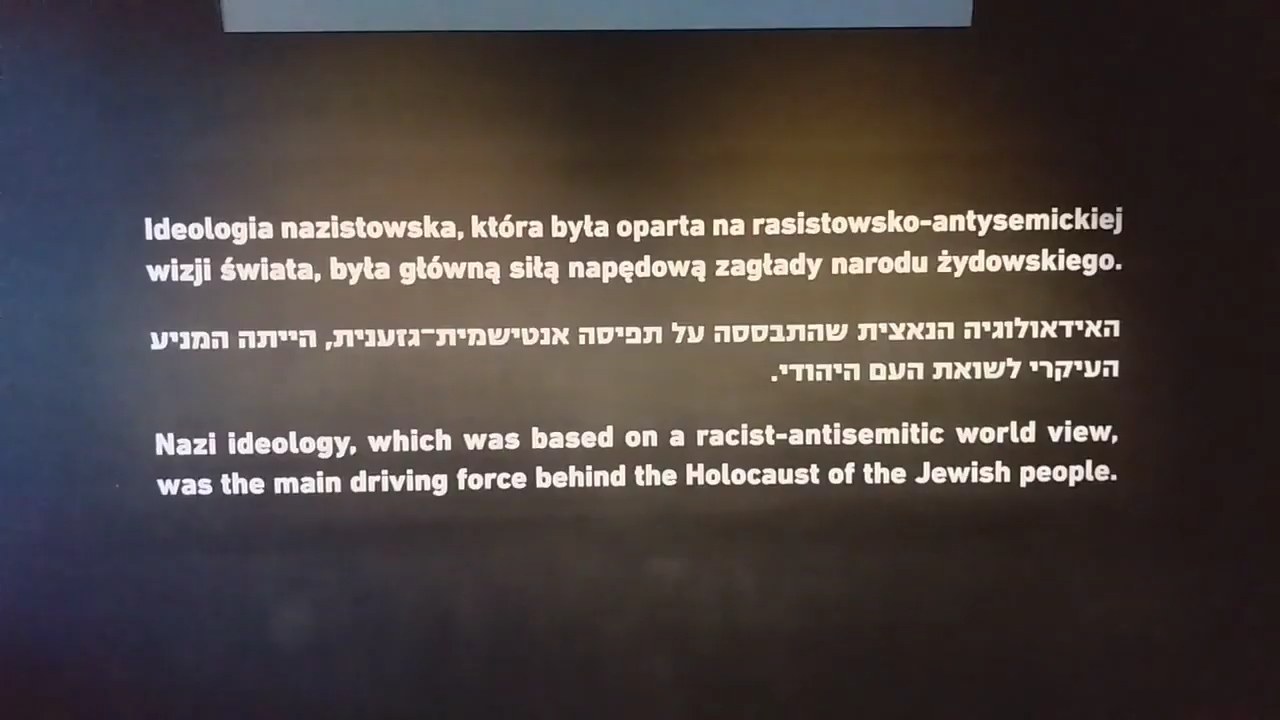 Ideologia nazistowska, która była oparta na rasistowsko-antysemickiej
wizji świata, była główną siłą napędową zagłady narodu żydowskiego.
האידאולוגיה הנאצית שהתבססה על תפיסה אנטישמית־גזענית, הייתה המניע
העיקרי לשואת העם היהודי.
Nazi ideology, which was based on a racist-antisemitic world view,
was the main driving force behind the Holocaust of the Jewish people.